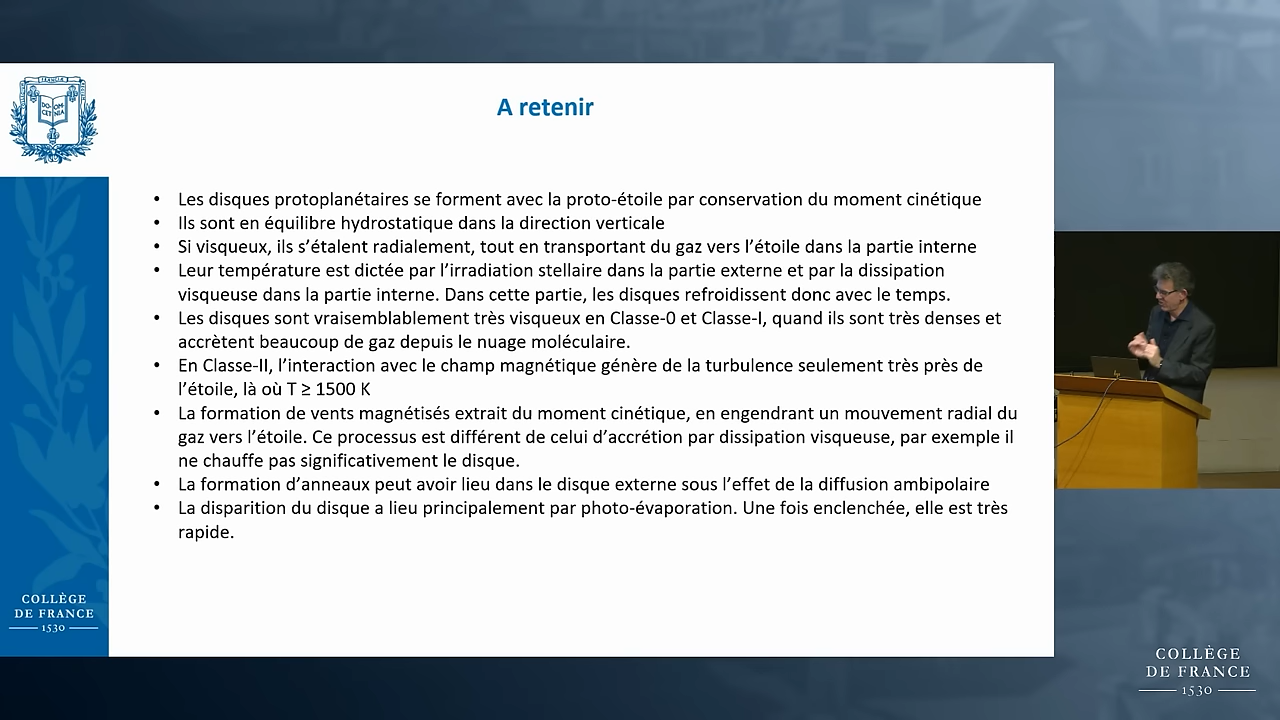 A retenir
• Les disques protoplanétaires se forment avec la proto-étoile par conservation du moment cinétique
• Ils sont en équilibre hydrostatique dans la direction verticale
• Si visqueux, ils s’étalent radialement, tout en transportant du gaz vers l’étoile dans la partie interne
• Leur température est dictée par l’irradiation stellaire dans la partie externe et par la dissipation
visqueuse dans la partie interne. Dans cette partie, les disques refroidissent donc avec le temps.
• Les disques sont vraisemblablement très visqueux en Classe-0 et Classe-I, quand ils sont très denses et
accrètent beaucoup de gaz depuis le nuage moléculaire.
• En Classe-II, l’interaction avec le champ magnétique génère de la turbulence seulement très près de
l’étoile, là où T ≥ 1500 K
• La formation de vents magnétisés extrait du moment cinétique, en engendrant un mouvement radial du
gaz vers l’étoile. Ce processus est différent de celui d’accrétion par dissipation visqueuse, par exemple il
ne chauffe pas significativement le disque.
• La formation d’anneaux peut avoir lieu dans le disque externe sous l’effet de la diffusion ambipolaire
• La disparition du disque a lieu principalement par photo-évaporation. Une fois enclenchée, elle est très
rapide.
COLLÈGE
DE FRANCE
1530
COLLÈGE
DE FRANCE
1530